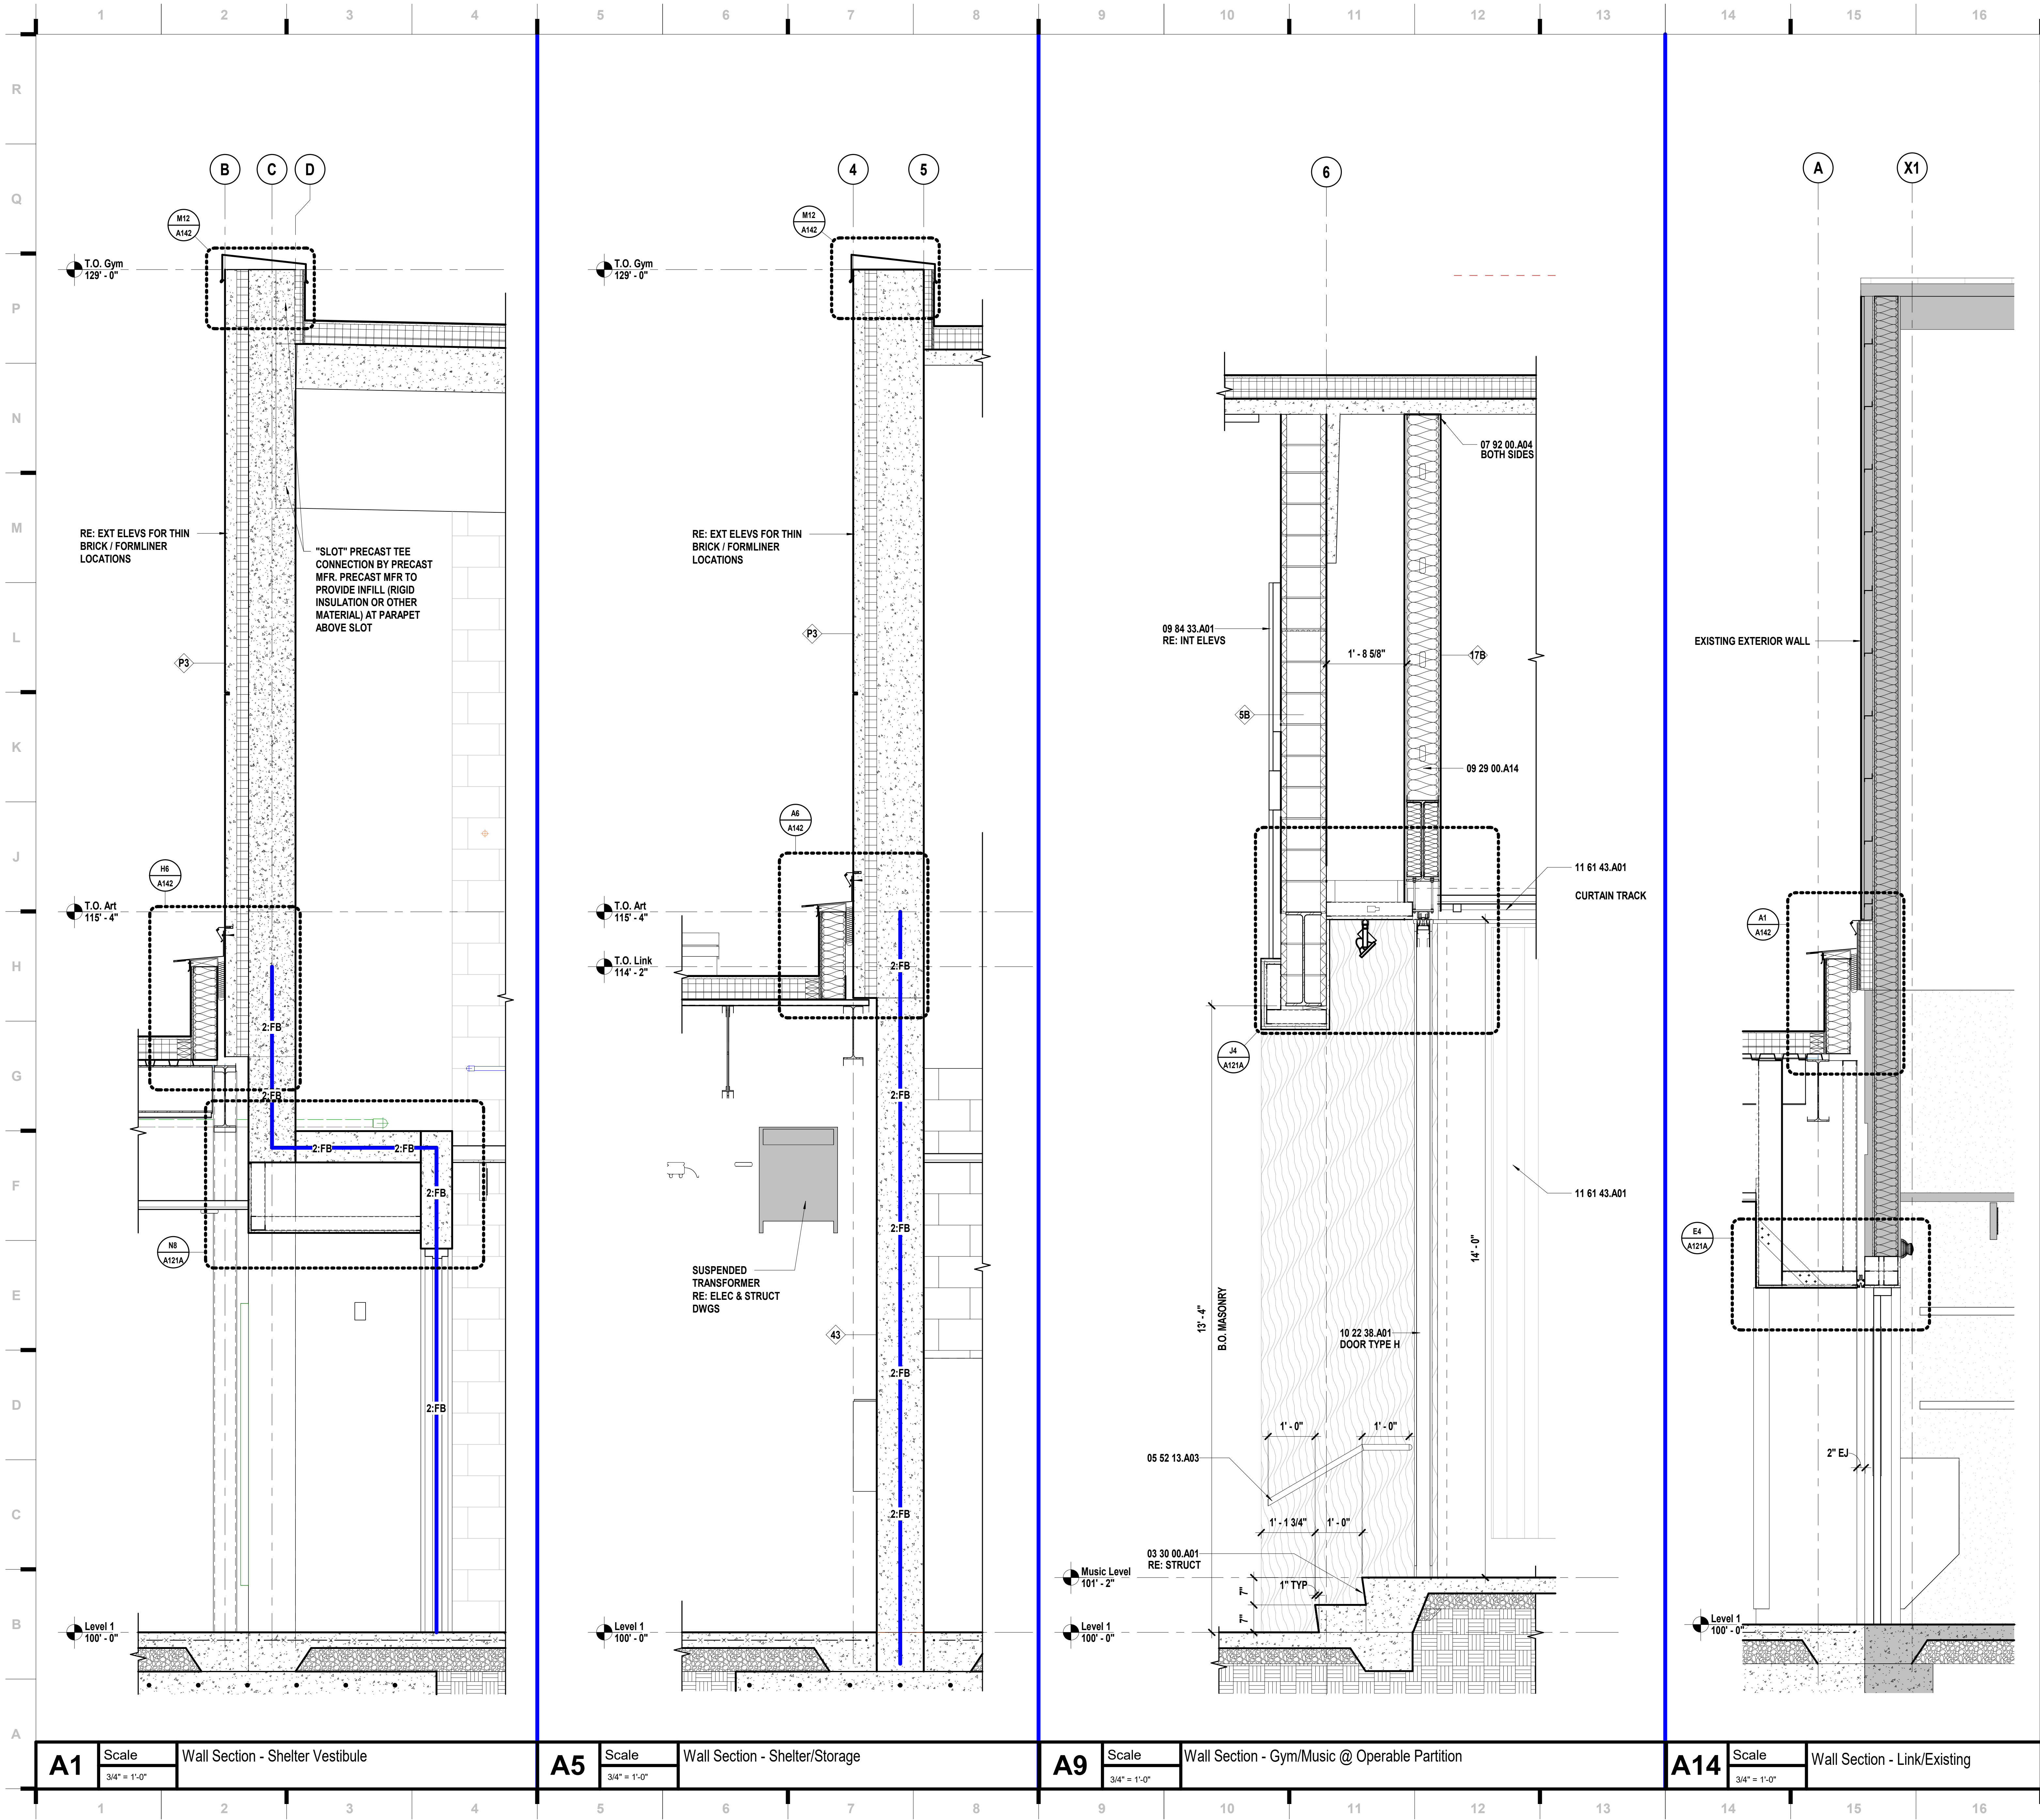 1 2 3 4 5 6 7 8 9 10 11 12 13 14 15 16
R
Q
P
N
M
L
K
J
H
G
F
E
D
C
B
A
B C D
M12
A142
T.O. Gym
129' - 0"
RE: EXT ELEVS FOR THIN
BRICK / FORMLINER
LOCATIONS
"SLOT" PRECAST TEE
CONNECTION BY PRECAST
MFR. PRECAST MFR TO
PROVIDE INFILL (RIGID
INSULATION OR OTHER
MATERIAL) AT PARAPET
ABOVE SLOT
P3
H6
A142
T.O. Art
115' - 4"
2:FB
2:FB
2:FB
2:FB
2:FB
N8
A121A
2:FB
Level 1
100' - 0"
A1
Scale
3/4" = 1'-0"
Wall Section - Shelter Vestibule
4 5
M12
A142
T.O. Gym
129' - 0"
RE: EXT ELEVS FOR THIN
BRICK / FORMLINER
LOCATIONS
P3
A6
A142
T.O. Art
115' - 4"
T.O. Link
114' - 2"
2:FB
2:FB
2:FB
SUSPENDED
TRANSFORMER
RE: ELEC & STRUCT
DWGS
43
2:FB
2:FB
Level 1
100' - 0"
A5
Scale
3/4" = 1'-0"
Wall Section - Shelter/Storage
6
07 92 00.A04
BOTH SIDES
09 84 33.A01
RE: INT ELEVS
1' - 8 5/8"
17B
5B
09 29 00.A14
11 61 43.A01
CURTAIN TRACK
J4
A121A
11 61 43.A01
14' - 0"
13' - 4"
B.O. MASONRY
10 22 38.A01
DOOR TYPE H
1' - 0"
1' - 0"
05 52 13.A03
1' - 1 3/4"
1' - 0"
03 30 00.A01
RE: STRUCT
Music Level
101' - 2"
1" TYP
7"
7"
Level 1
100' - 0"
A9
Scale
3/4" = 1'-0"
Wall Section - Gym/Music @ Operable Partition
A X1
EXISTING EXTERIOR WALL
A1
A142
E4
A121A
2" EJ
Level 1
100' - 0"
A14
Scale
3/4" = 1'-0"
Wall Section - Link/Existing
1 2 3 4 5 6 7 8 9 10 11 12 13 14 15 16